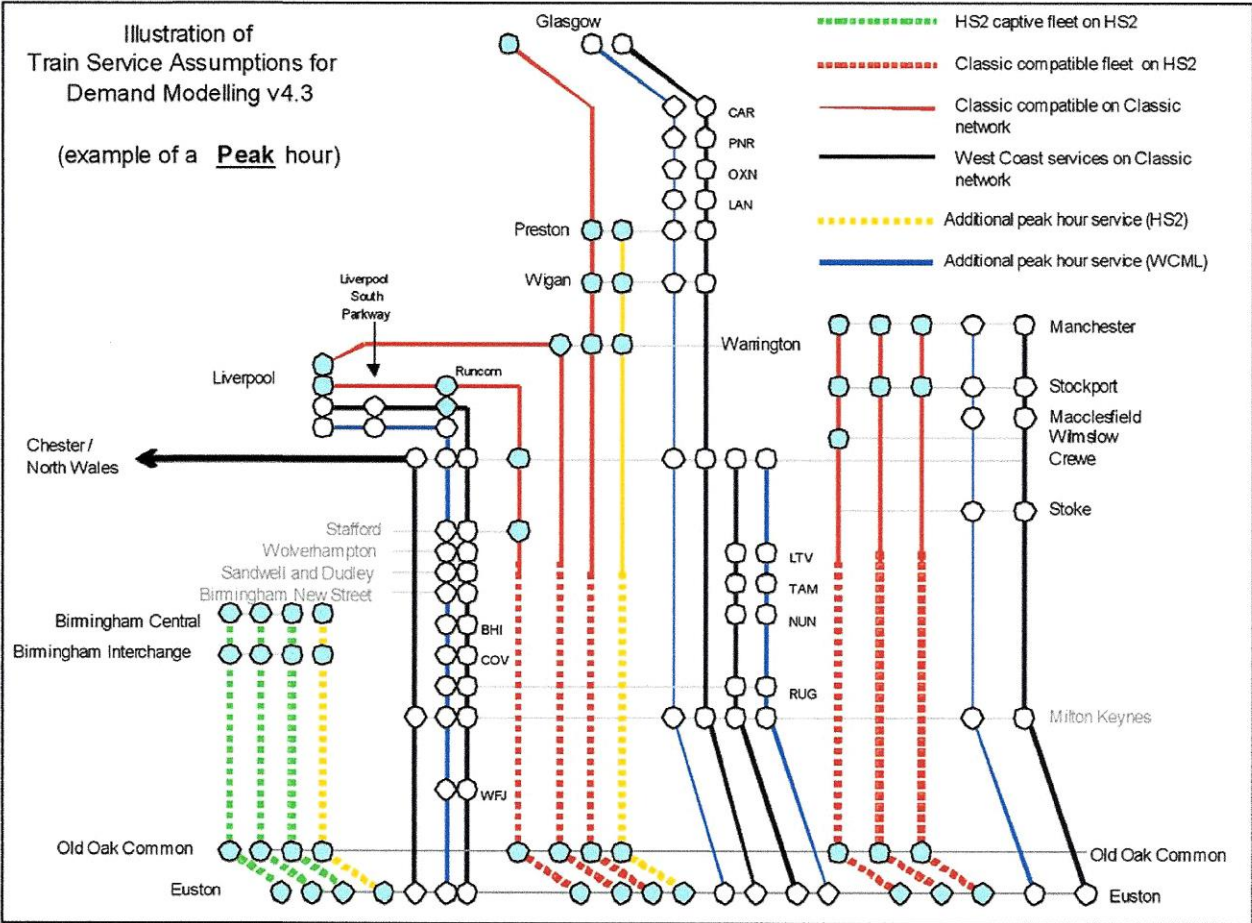 Illustration of
Train Service Assumptions for
Demand Modelling v4.3
(example of a Peak hour)
Glasgow
HS2 captive fleet on HS2
Classic compatible fleet on HS2
Classic compatible on Classic
network
West Coast services on Classic
network
Additional peak hour service (HS2)
Additional peak hour service (WCML)
CAR
PNR
OXN
LAN
Preston
Wigan
Warrington
Liverpool
South
Parkway
Liverpool
Runcorn
Chester /
North Wales
Manchester
Stockport
Macclesfield
Wilmslow
Crewe
Stoke
Stafford
Wolverhampton
Sandwell and Dudley
Birmingham New Street
Birmingham Central
Birmingham Interchange
BHI
COV
LTV
TAM
NUN
RUG
Milton Keynes
WFJ
Old Oak Common
Old Oak Common
Euston
Euston